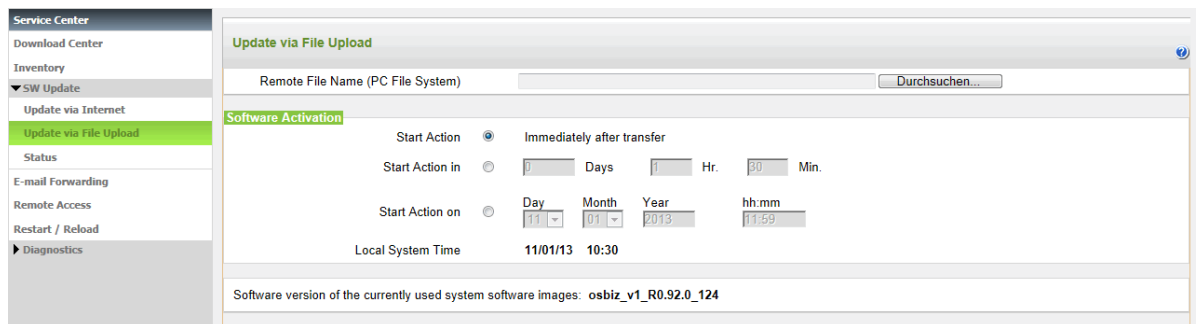 Service Center
Download Center
Inventory
SW Update
Update via Internet
Update via File Upload
Status
E-mail Forwarding
Remote Access
Restart / Reload
Diagnostics
Update via File Upload
?
Remote File Name (PC File System) Durchsuchen...
Software Activation
Start Action Immediately after transfer
Start Action in 0 Days 1 Hr. 30 Min.
Day Month Year hh:mm
Start Action on 11 01 2013 11:59
Local System Time 11/01/13 10:30
Software version of the currently used system software images: osbiz_v1_R0.92.0_124